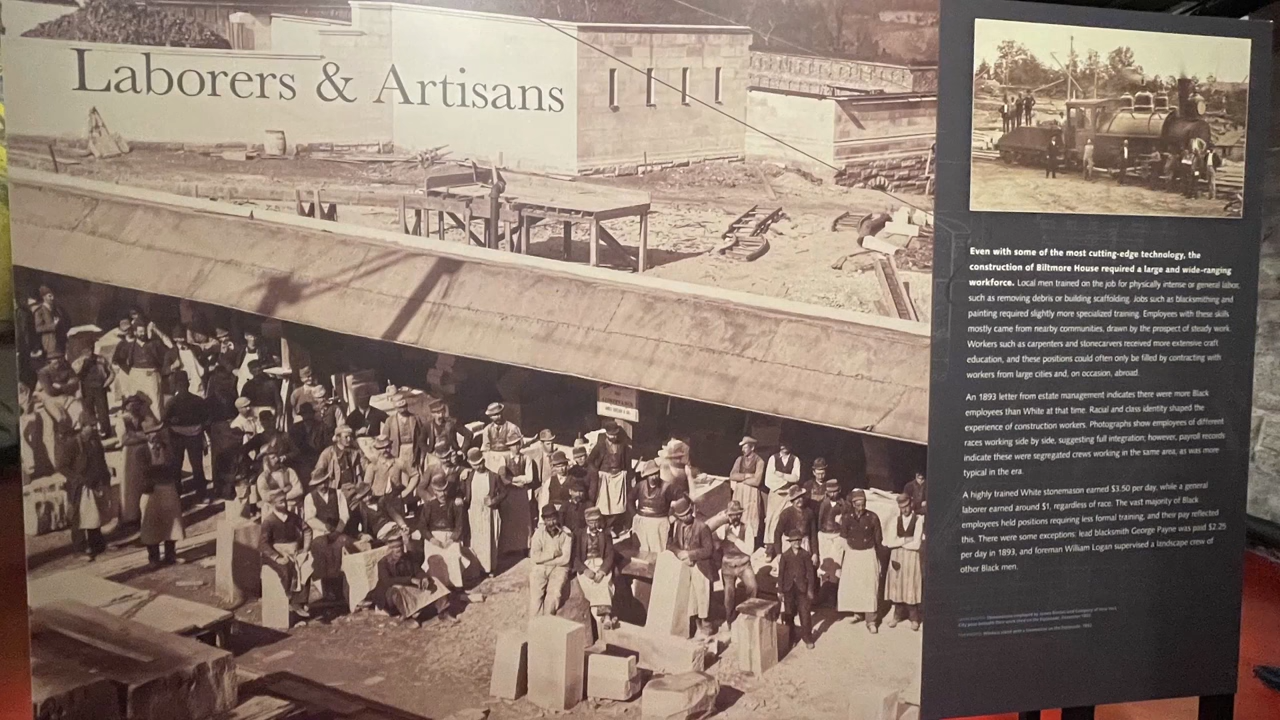 Laborers & Artisans
Even with some of the most cutting-edge technology, the
construction of Biltmore House required a large and wide-ranging
workforce. Local men trained on the job for physically intense or general labor,
such as removing debris or building scaffolding. Jobs such as blacksmithing and
painting required slightly more specialized training. Employees with these skills
mostly came from nearby communities, drawn by the prospect of steady work.
Workers such as carpenters and stonecarvers received more extensive craft
education, and these positions could often only be filled by contracting with
workers from large cities and, on occasion, abroad.
An 1893 letter from estate management indicates there were more Black
employees than White at that time. Racial and class identity shaped the
experience of construction workers. Photographs show employees of different
races working side by side, suggesting full integration; however, payroll records
indicate these were segregated crews working in the same area, as was more
typical in the era.
A highly trained White stonemason earned $3.50 per day, while a general
laborer earned around $1, regardless of race. The vast majority of Black
employees held positions requiring less formal training, and their pay reflected
this. There were some exceptions: lead blacksmith George Payne was paid $2.25
per day in 1893, and foreman William Logan supervised a landscape crew of
other Black men.